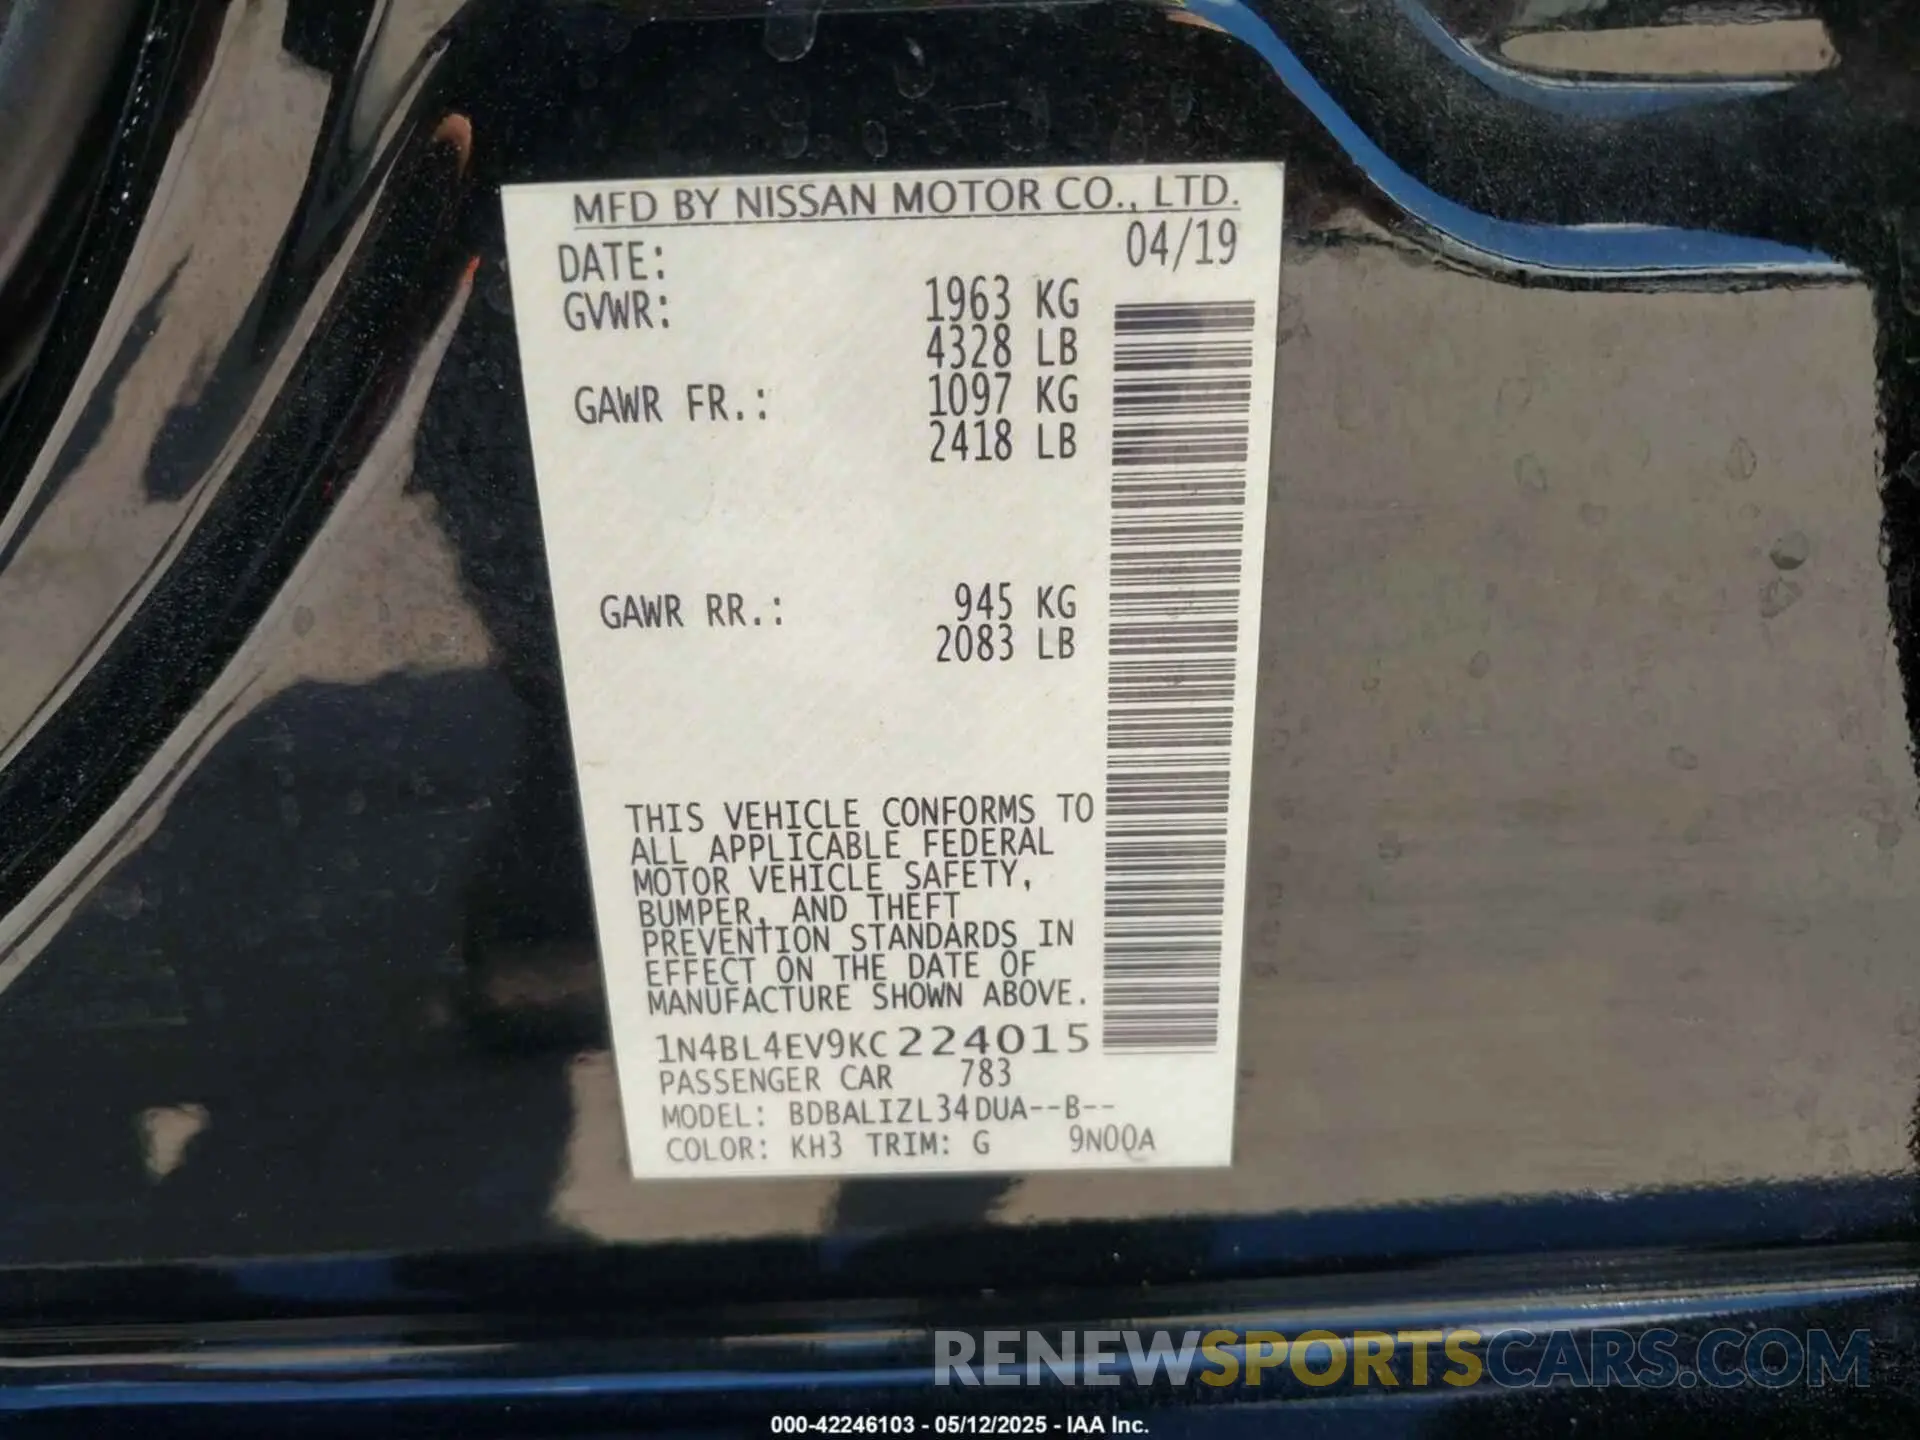 MFD BY NISSAN MOTOR CO., LTD.
DATE: 04/19
GVWR: 1963 KG
4328 LB
GAWR FR.: 1097 KG
2418 LB
GAWR RR.: 945 KG
2083 LB
THIS VEHICLE CONFORMS TO
ALL APPLICABLE FEDERAL
MOTOR VEHICLE SAFETY,
BUMPER, AND THEFT
PREVENTION STANDARDS IN
EFFECT ON THE DATE OF
MANUFACTURE SHOWN ABOVE.
1N4BL4EV9KC224015
PASSENGER CAR 783
MODEL: BDBALIZL34DUA--B--
COLOR: KH3 TRIM: G 9N00A
RENEWSPORTSCARS.COM
000-42246103 - 05/12/2025 - IAA Inc.